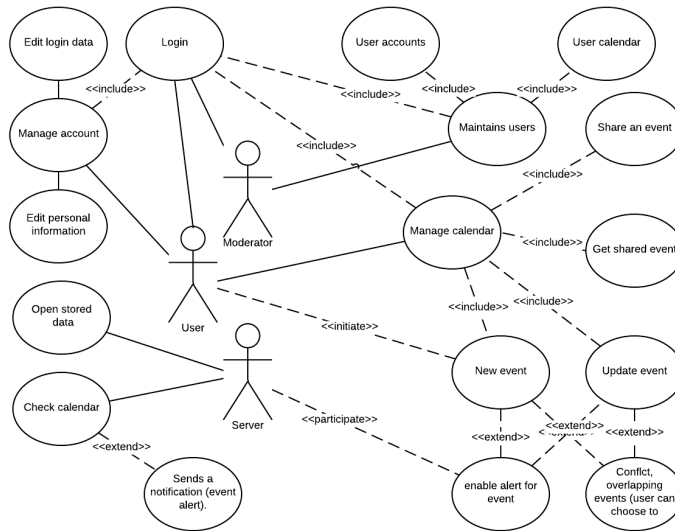 Edit login data
Login
User accounts
User calendar
<<include>>
<<include>>
<<include>>
<<include>>
Manage account
Maintains users
Share an event
<<include>>
<<include>>
Edit personal
information
Moderator
Manage calendar
<<include>>
Get shared event
Open stored
data
User
<<include>>
<<include>>
<<initiate>>
New event
Update event
Check calendar
Server
<<participate>>
<<extend>>
<<extend>>
<<extend>>
<<extend>>
<<extend>>
Sends a
notification (event
alert).
enable alert for
event
Conflct,
overlapping
events (user can
choose to